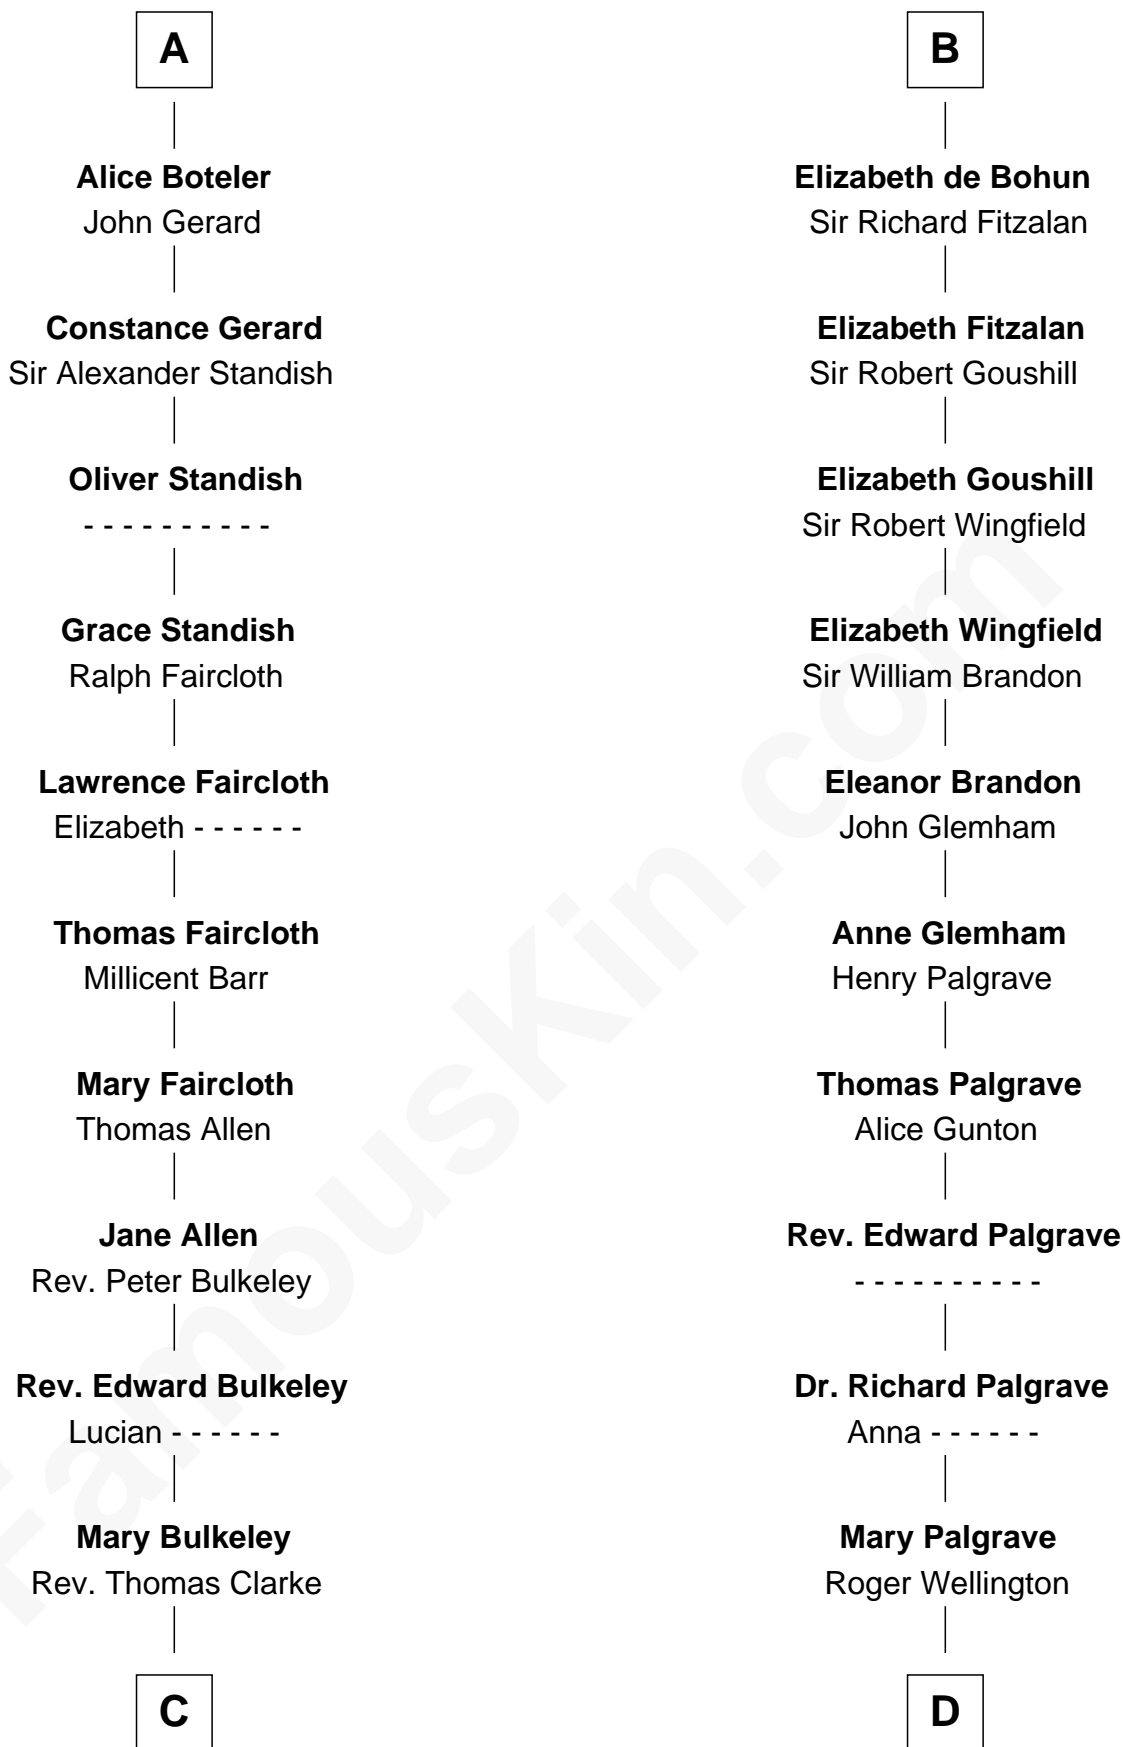 A
Alice Boteler
John Gerard
Constance Gerard
Sir Alexander Standish
Oliver Standish
- - - - - - - - - -
Grace Standish
Ralph Faircloth
Lawrence Faircloth
Elizabeth - - - - - -
Thomas Faircloth
Millicent Barr
Mary Faircloth
Thomas Allen
Jane Allen
Rev. Peter Bulkeley
Rev. Edward Bulkeley
Lucian - - - - - -
Mary Bulkeley
Rev. Thomas Clarke
C
B
Elizabeth de Bohun
Sir Richard Fitzalan
Elizabeth Fitzalan
Sir Robert Goushill
Elizabeth Goushill
Sir Robert Wingfield
Elizabeth Wingfield
Sir William Brandon
Eleanor Brandon
John Glemham
Anne Glemham
Henry Palgrave
Thomas Palgrave
Alice Gunton
Rev. Edward Palgrave
- - - - - - - - - -
Dr. Richard Palgrave
Anna - - - - - -
Mary Palgrave
Roger Wellington
D
FamousKin.com